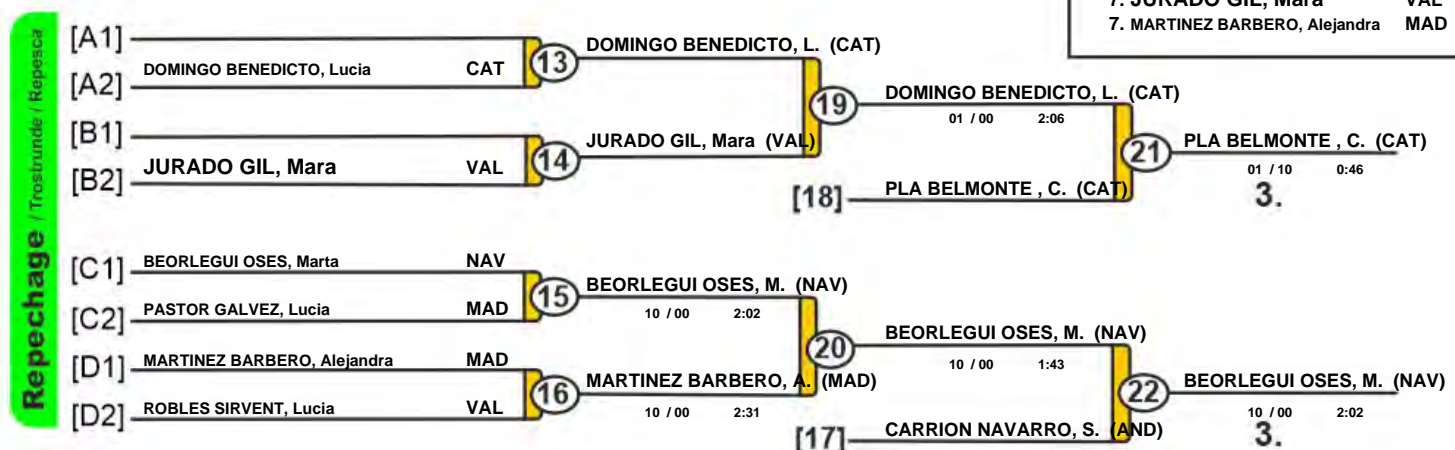 7. JURADO GIL, Mara VAL
7. MARTINEZ BARBERO, Alejandra MAD
Repechage / Trostrunde / Repesca
[A1]
DOMINGO BENEDICTO, L. (CAT)
DOMINGO BENEDICTO, Lucia CAT
13
[A2]
DOMINGO BENEDICTO, L. (CAT)
19
01 / 00 2:06
[B1]
JURADO GIL, Mara (VAL)
PLA BELMONTE , C. (CAT)
21
JURADO GIL, Mara VAL
14
01 / 10 0:46
[B2]
[18] PLA BELMONTE , C. (CAT)
3.
[C1] BEORLEGUI OSES, Marta NAV
BEORLEGUI OSES, M. (NAV)
15
PASTOR GALVEZ, Lucia MAD
[C2]
10 / 00 2:02
BEORLEGUI OSES, M. (NAV)
20
[D1] MARTINEZ BARBERO, Alejandra MAD
10 / 00 1:43
MARTINEZ BARBERO, A. (MAD)
BEORLEGUI OSES, M. (NAV)
22
16
[D2] ROBLES SIRVENT, Lucia VAL
10 / 00 2:31
10 / 00 2:02
[17] CARRION NAVARRO, S. (AND)
3.